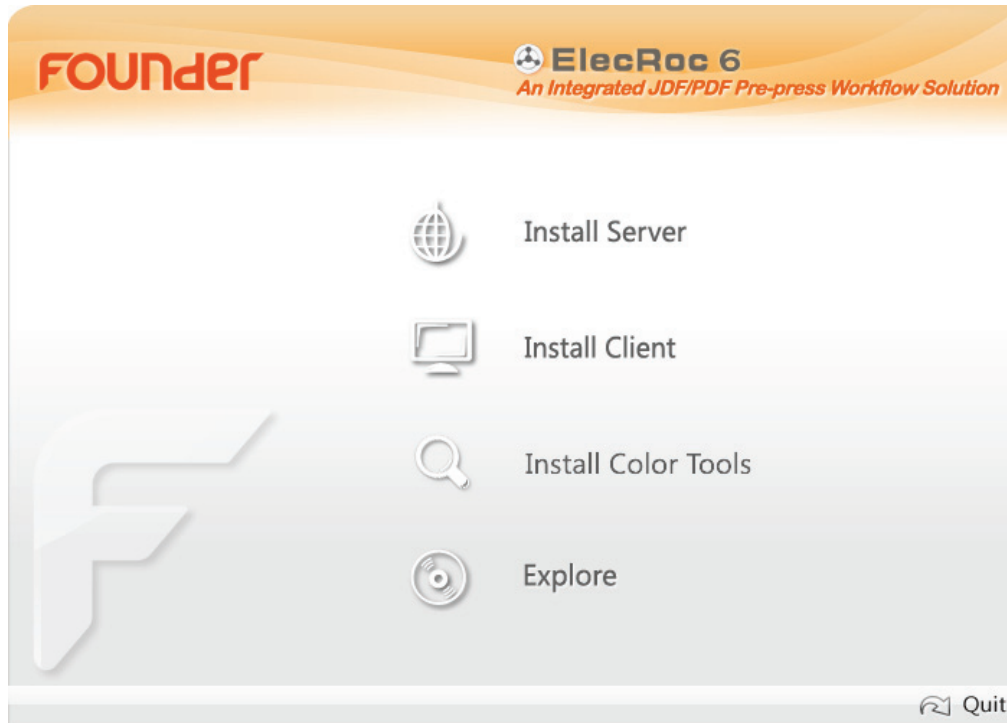 Founder
ElecRoc 6
An Integrated JDF/PDF Pre-press Workflow Solution
Install Server
Install Client
Install Color Tools
Explore
Quit